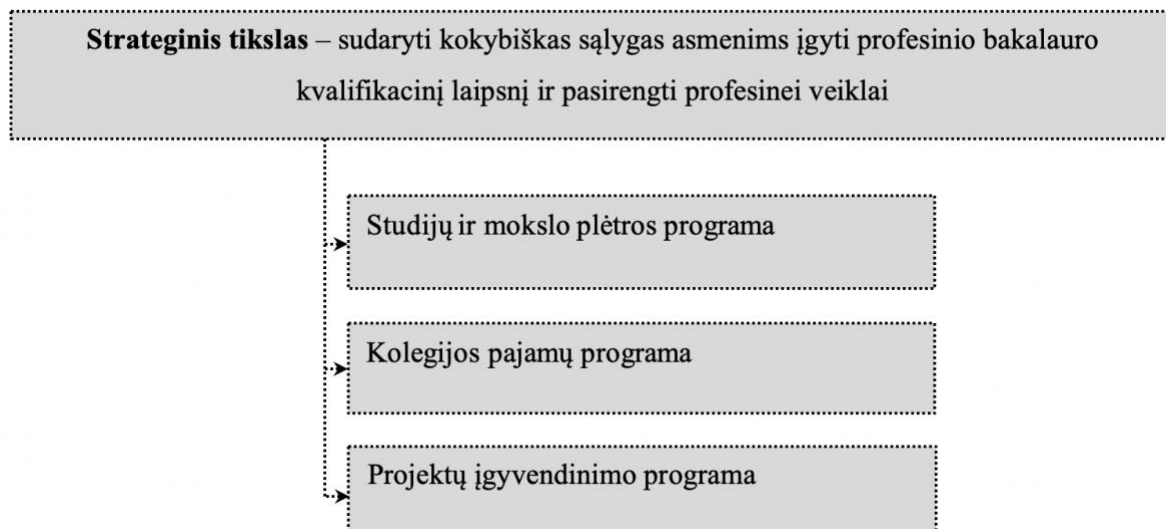 Strateginis tikslas – sudaryti kokybiškas sąlygas asmenims įgyti profesinio bakalauro
kvalifikacinį laipsnį ir pasirengti profesinei veiklai
Studijų ir mokslo plėtros programa
Kolegijos pajamų programa
Projektų įgyvendinimo programa